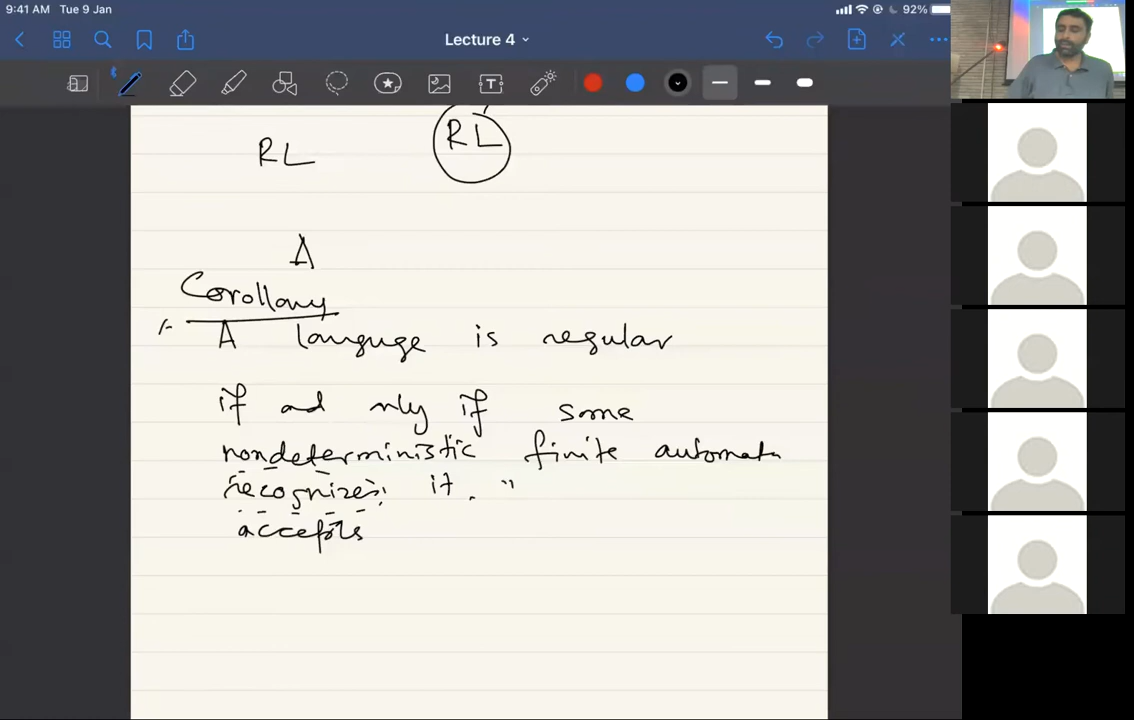 9:41 AM Tue 9 Jan
92%
Lecture 4
T
RL
RL
A
Corollary
A languge is regular
if and only if some
nondeterministic finite automata
recognizes it. "
accepts